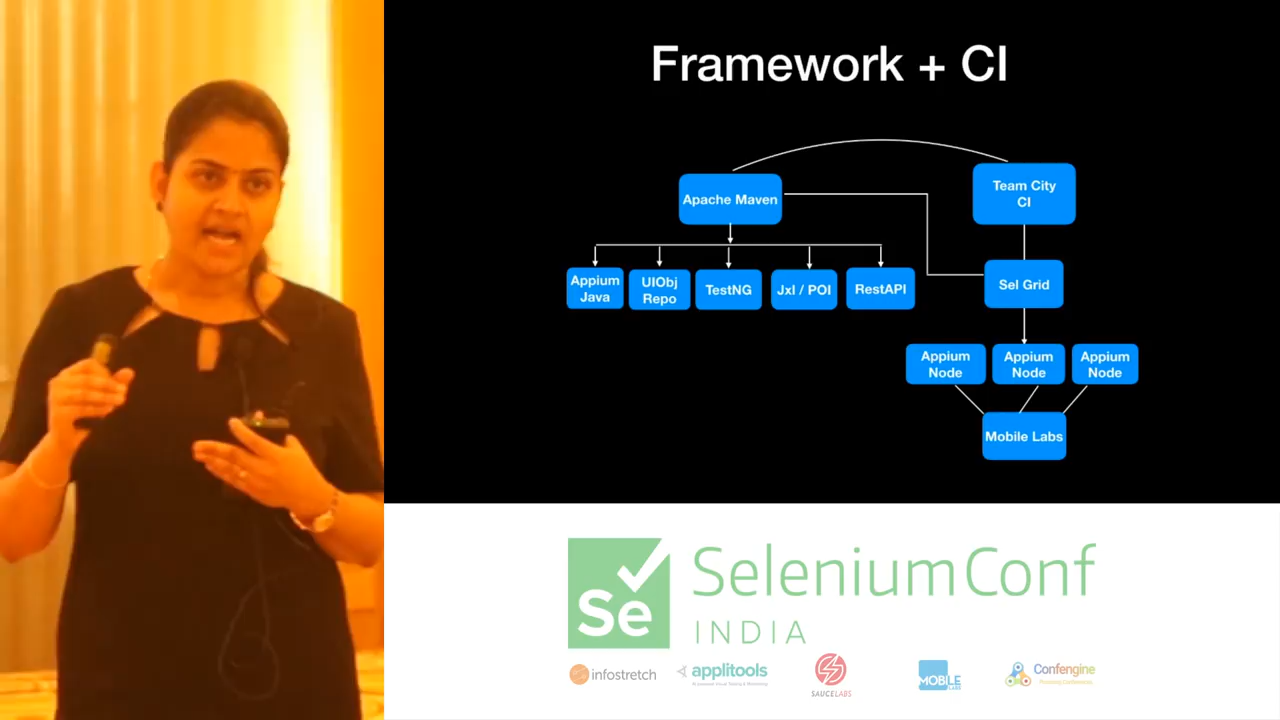 Framework + CI
Apache Maven
Team City
CI
Appium
Java
UIObj
Repo
TestNG
Jxl / POI
RestAPI
Sel Grid
Appium
Node
Appium
Node
Appium
Node
Mobile Labs
Se
SeleniumConf
INDIA
infostretch
applitools
SAUCELABS
MOBILE
LABS
Confengine